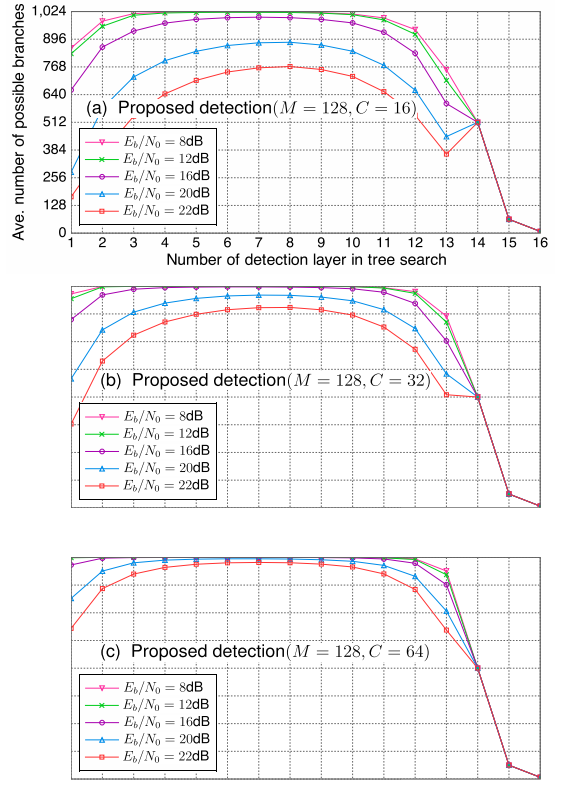 Ave. number of possible branches
1,024
896
768
640
512
384
256
128
0
(a) Proposed detection(M = 128, C = 16)
E_b/N_0 = 8dB
E_b/N_0 = 12dB
E_b/N_0 = 16dB
E_b/N_0 = 20dB
E_b/N_0 = 22dB
1 2 3 4 5 6 7 8 9 10 11 12 13 14 15 16
Number of detection layer in tree search
(b) Proposed detection(M = 128, C = 32)
E_b/N_0 = 8dB
E_b/N_0 = 12dB
E_b/N_0 = 16dB
E_b/N_0 = 20dB
E_b/N_0 = 22dB
(c) Proposed detection(M = 128, C = 64)
E_b/N_0 = 8dB
E_b/N_0 = 12dB
E_b/N_0 = 16dB
E_b/N_0 = 20dB
E_b/N_0 = 22dB